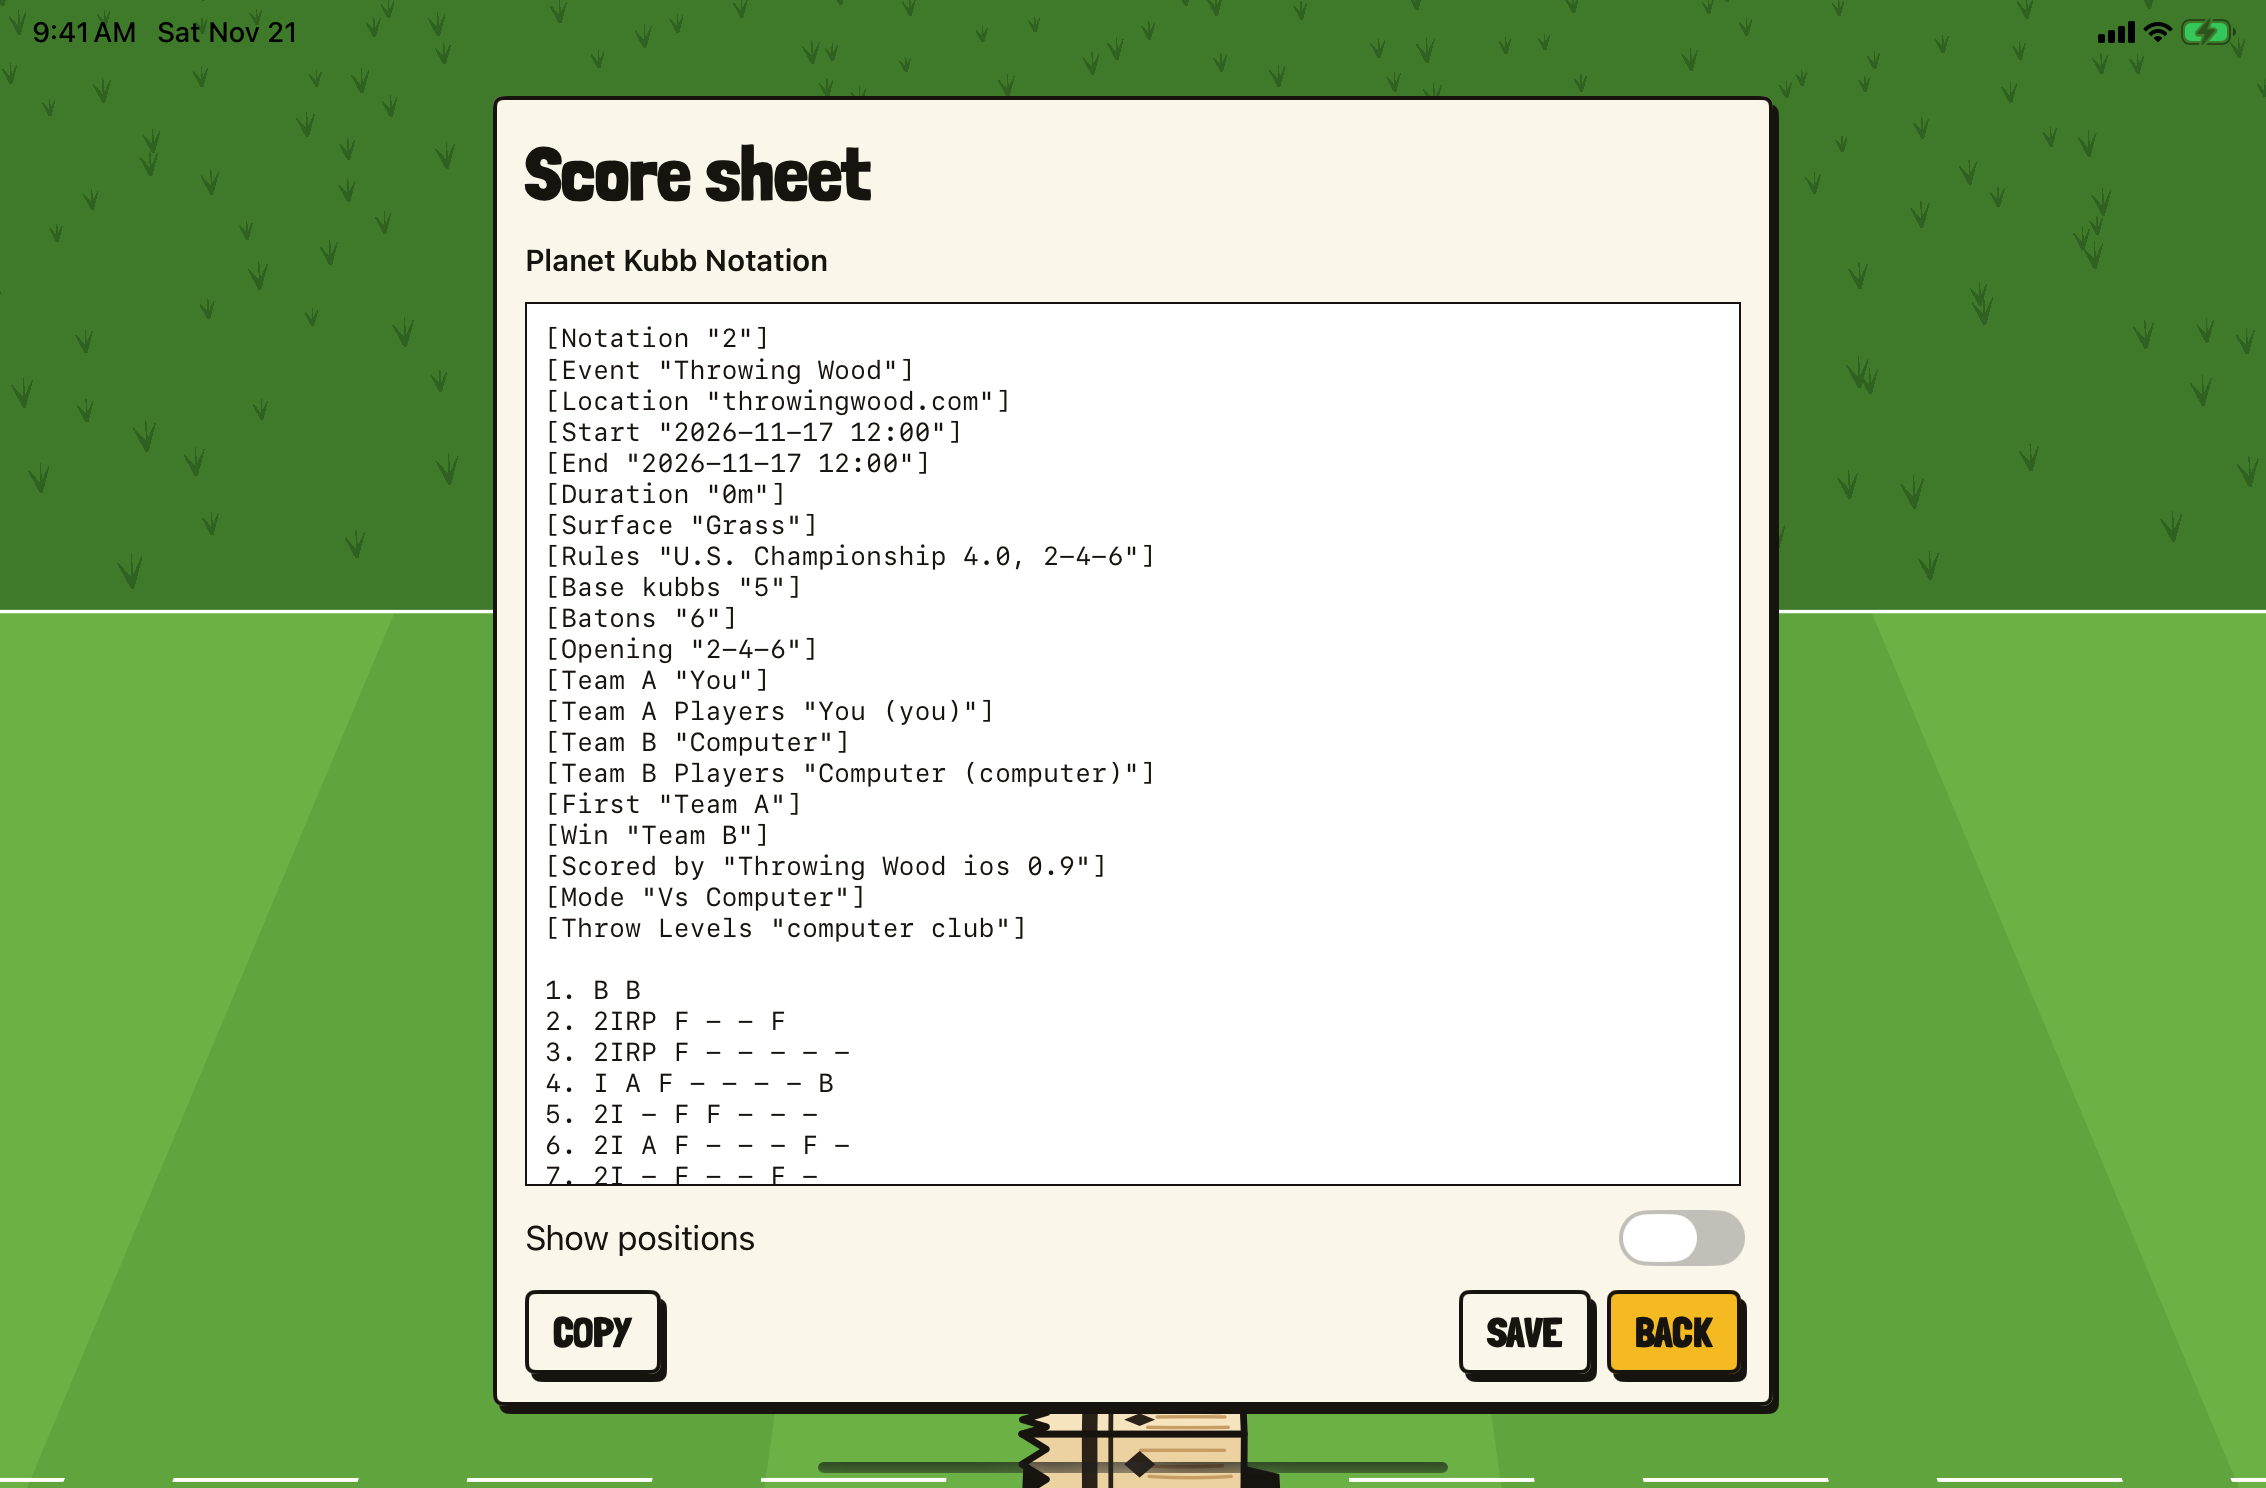 9:41 AM Sat Nov 21
Score sheet
Planet Kubb Notation
[Notation "2"]
[Event "Throwing Wood"]
[Location "throwingwood.com"]
[Start "2026-11-17 12:00"]
[End "2026-11-17 12:00"]
[Duration "0m"]
[Surface "Grass"]
[Rules "U.S. Championship 4.0, 2-4-6"]
[Base kubbs "5"]
[Batons "6"]
[Opening "2-4-6"]
[Team A "You"]
[Team A Players "You (you)"]
[Team B "Computer"]
[Team B Players "Computer (computer)"]
[First "Team A"]
[Win "Team B"]
[Scored by "Throwing Wood ios 0.9"]
[Mode "Vs Computer"]
[Throw Levels "computer club"]
1. B B
2. 2IRP F - - F
3. 2IRP F - - - - -
4. I A F - - - - B
5. 2I - F F - - -
6. 2I A F - - - F -
7. 2I - F - - F -
Show positions
COPY
SAVE
BACK